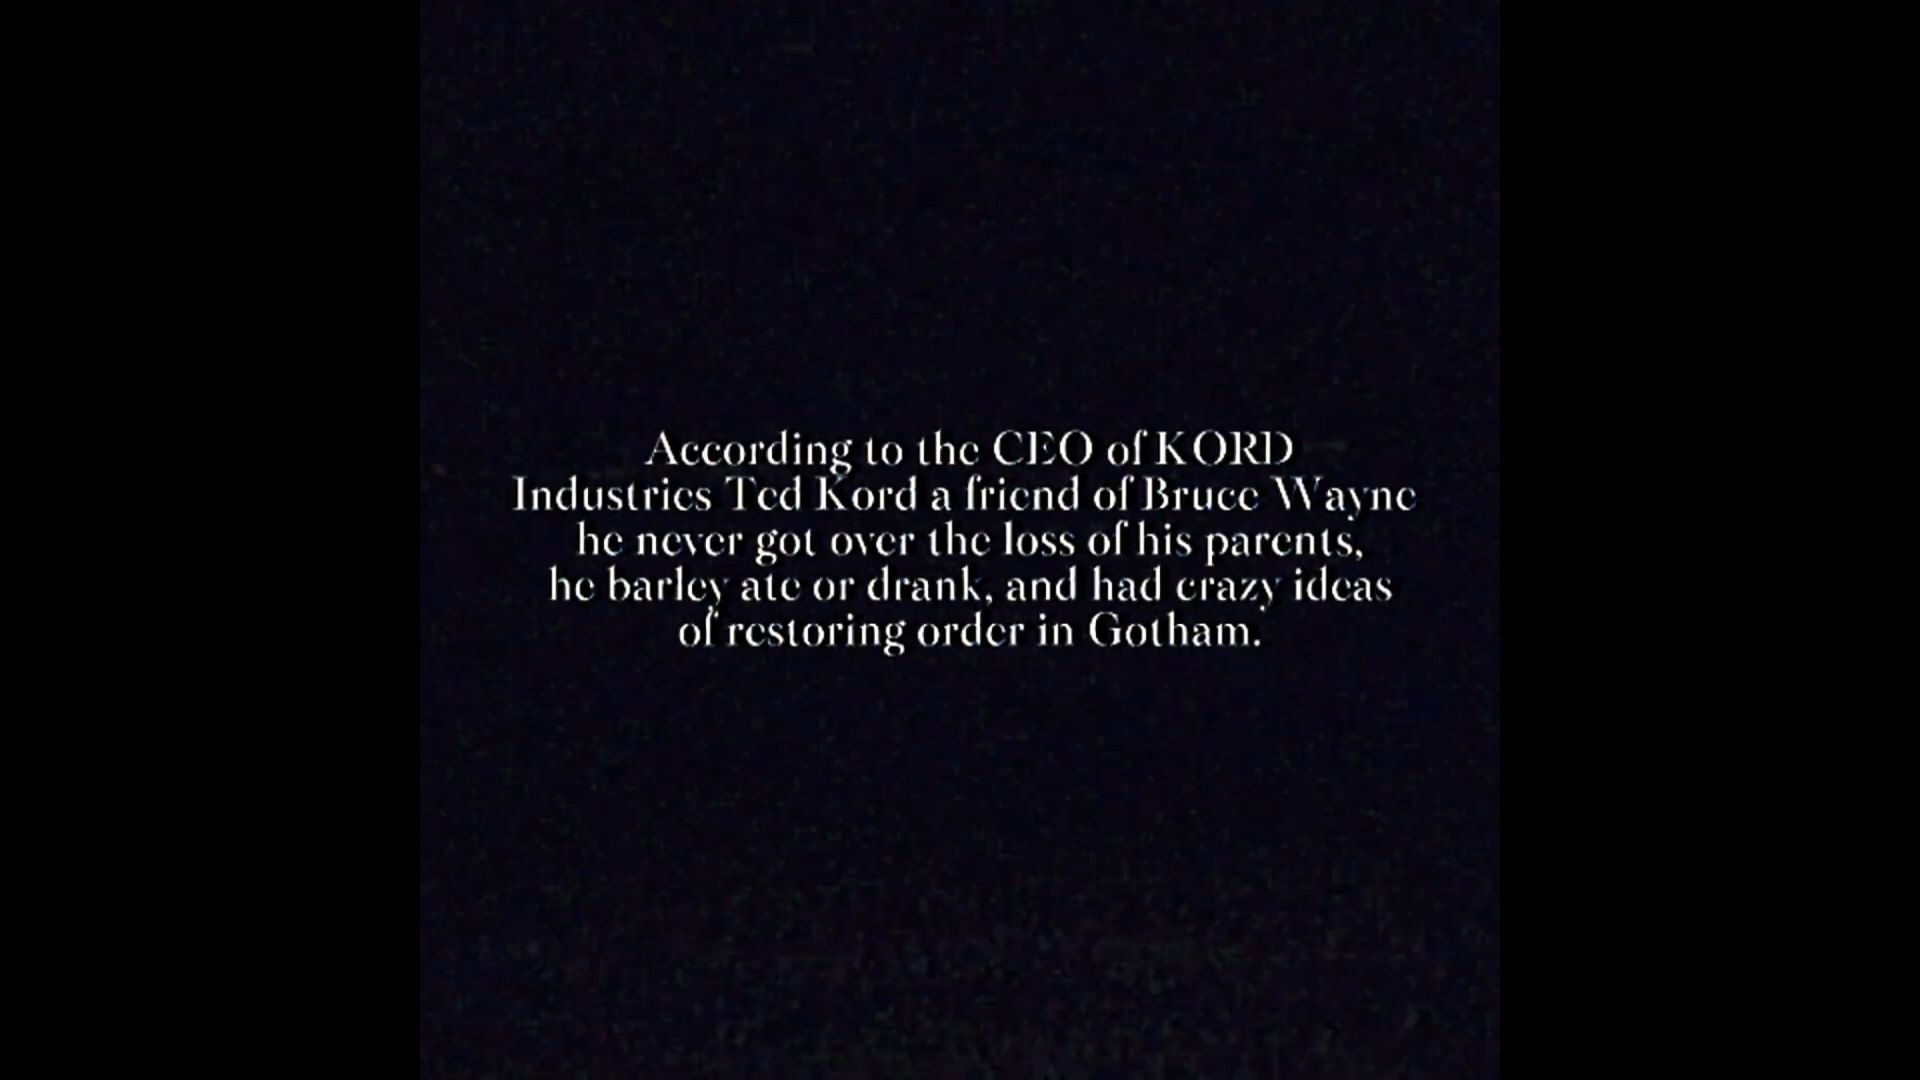 According to the CEO of KORD
Industries Ted Kord a friend of Bruce Wayne
he never got over the loss of his parents,
he barley ate or drank, and had crazy ideas
of restoring order in Gotham.